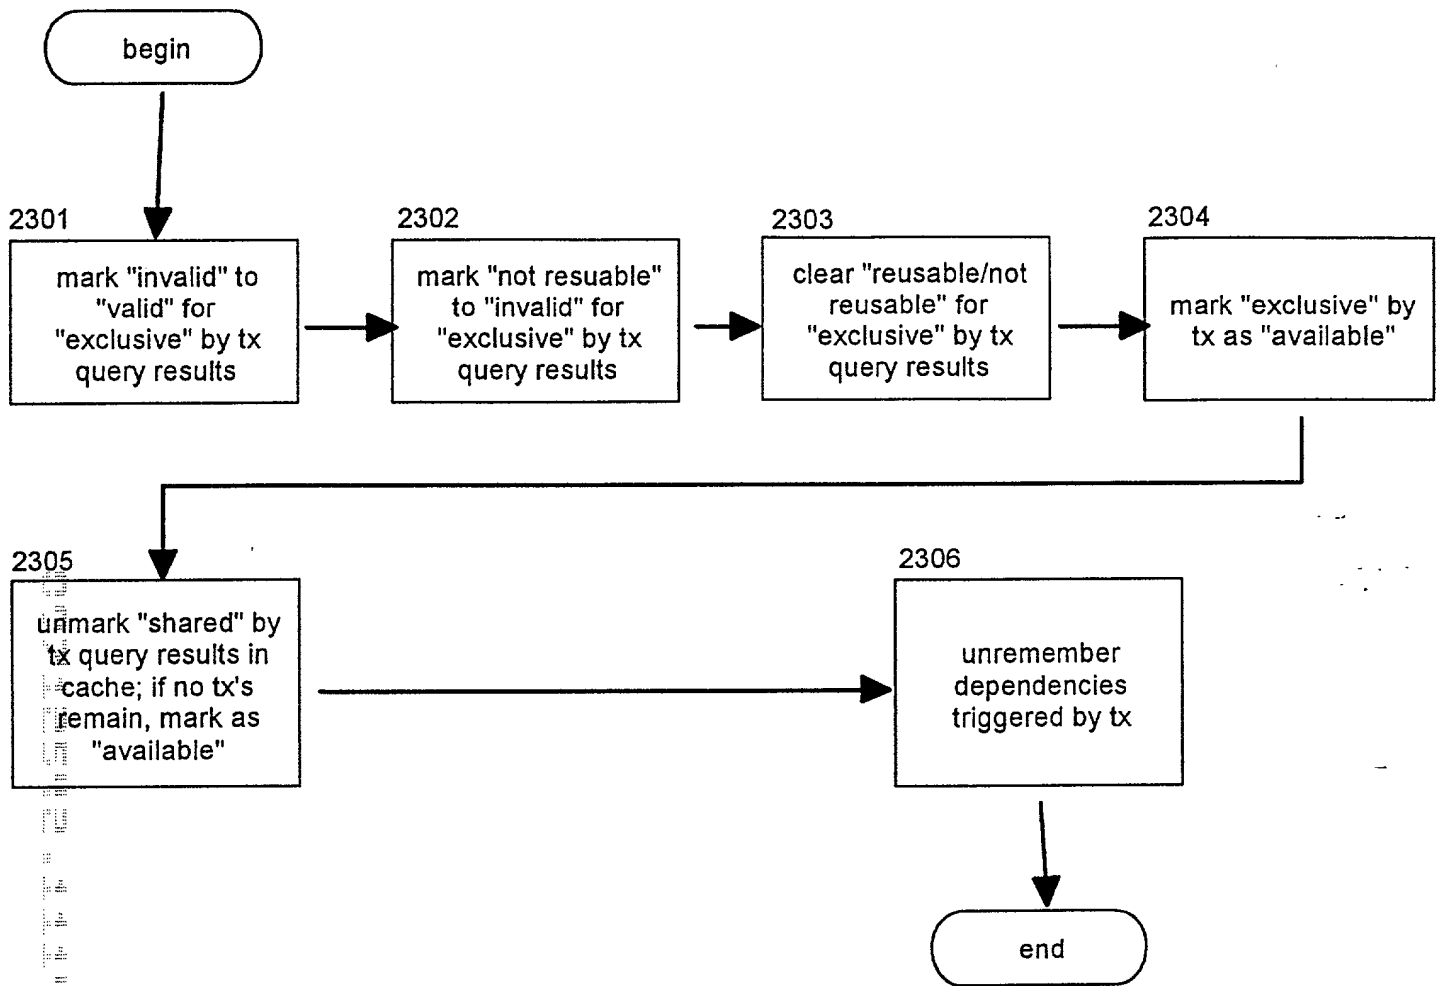 begin
2301
mark "invalid" to
"valid" for
"exclusive" by tx
query results
2302
mark "not resuable"
to "invalid" for
"exclusive" by tx
query results
2303
clear "reusable/not
reusable" for
"exclusive" by tx
query results
2304
mark "exclusive" by
tx as "available"
2305
unmark "shared" by
tx query results in
cache; if no tx's
remain, mark as
"available"
2306
unremember
dependencies
triggered by tx
end